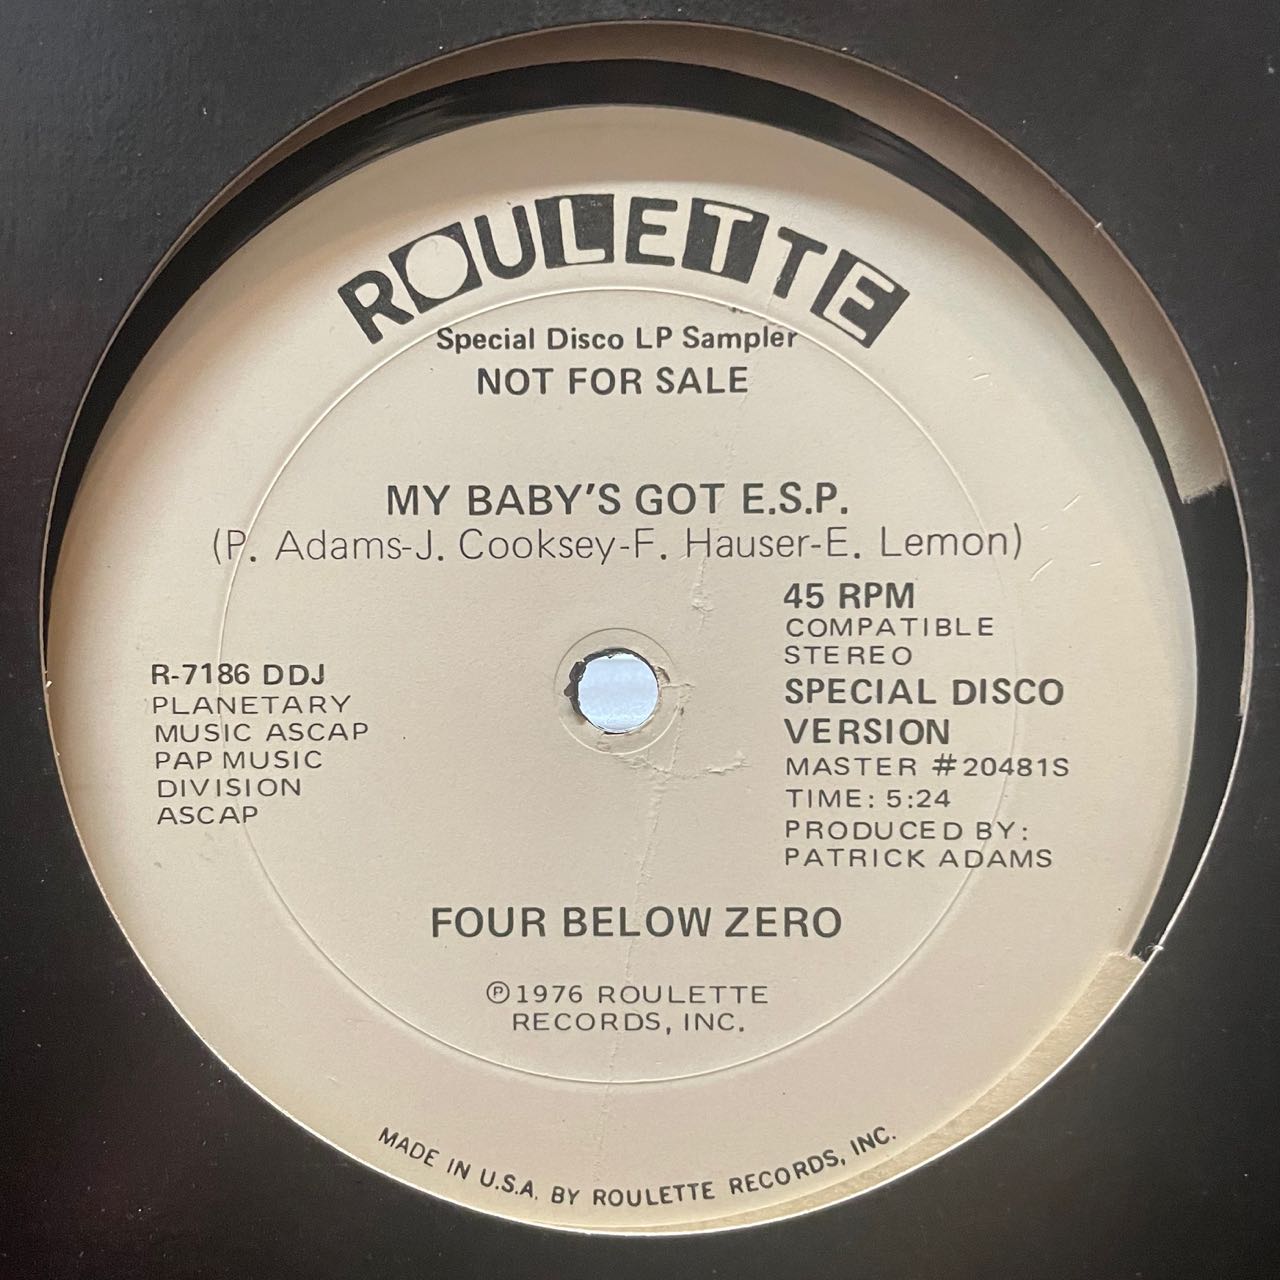 ROULETTE
Special Disco LP Sampler
NOT FOR SALE
MY BABY'S GOT E.S.P.
(P. Adams-J. Cooksey-F. Hauser-E. Lemon)
R-7186 DDJ
PLANETARY
MUSIC ASCAP
PAP MUSIC
DIVISION
ASCAP
45 RPM
COMPATIBLE
STEREO
SPECIAL DISCO
VERSION
MASTER #20481S
TIME: 5:24
PRODUCED BY:
PATRICK ADAMS
FOUR BELOW ZERO
Ⓟ1976 ROULETTE
RECORDS, INC.
MADE IN U.S.A. BY ROULETTE RECORDS, INC.